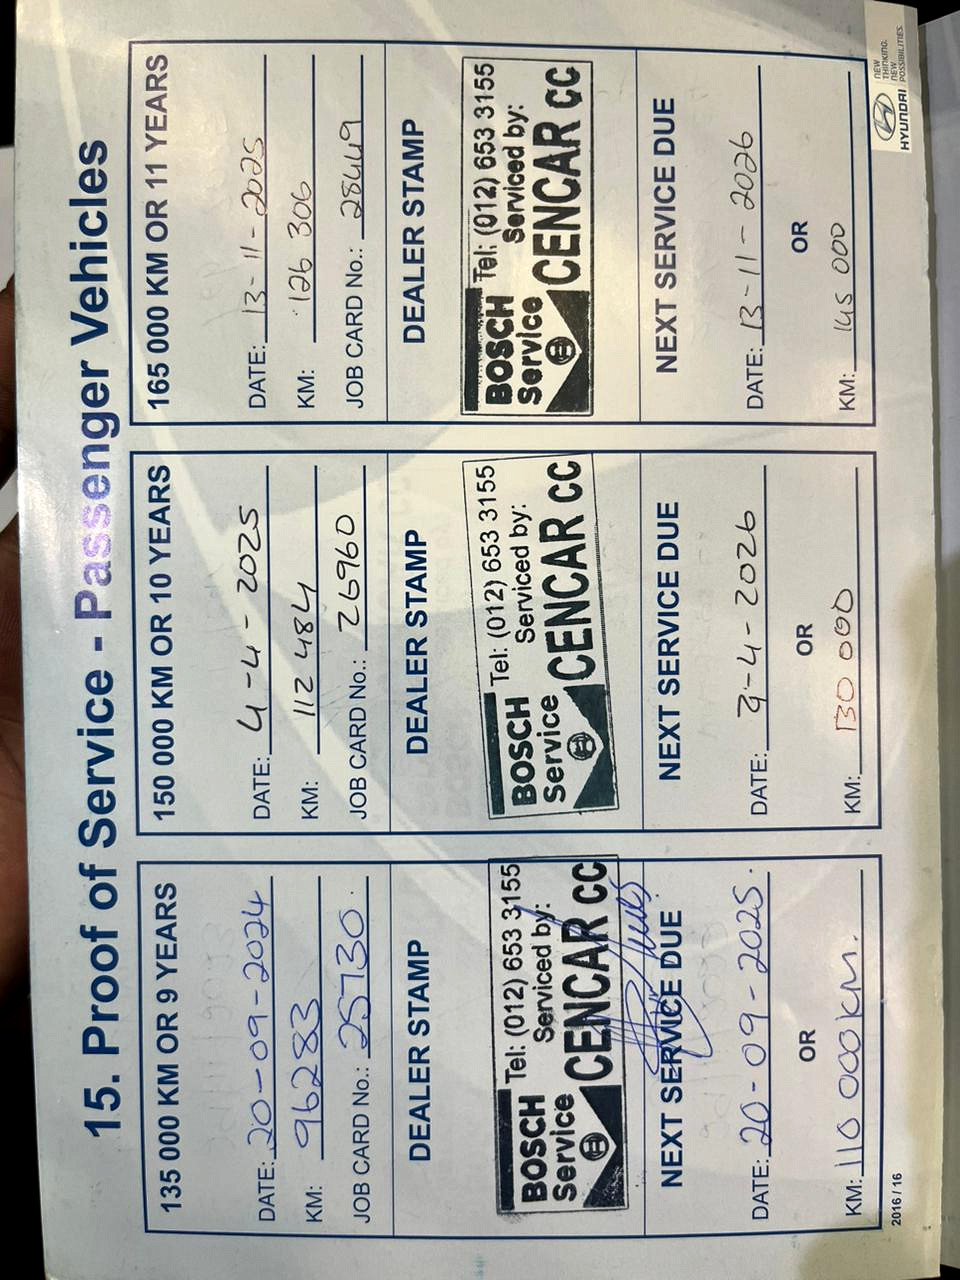 15. Proof of Service - Passenger Vehicles
135 000 KM OR 9 YEARS
DATE: 20-09-2024
KM: 96283
JOB CARD No.: 25730.
DEALER STAMP
BOSCH Service
Tel: (012) 653 3155
Serviced by:
CENCAR CC
NEXT SERVICE DUE
DATE: 20-09-2025.
OR
KM: 110 000KM.
150 000 KM OR 10 YEARS
DATE: 4-4-2025
KM: 112 484
JOB CARD No.: 26960
DEALER STAMP
BOSCH Service
Tel: (012) 653 3155
Serviced by:
CENCAR CC
NEXT SERVICE DUE
DATE: 3-4-2026
OR
KM: 130 000
165 000 KM OR 11 YEARS
DATE: 13-11-2025
KM: 126 306
JOB CARD No.: 28449
DEALER STAMP
BOSCH Service
Tel: (012) 653 3155
Serviced by:
CENCAR CC
NEXT SERVICE DUE
DATE: 13-11-2026
OR
KM: 145 000
2016 / 16
HYUNDAI
NEW THINKING.
NEW POSSIBILITIES.